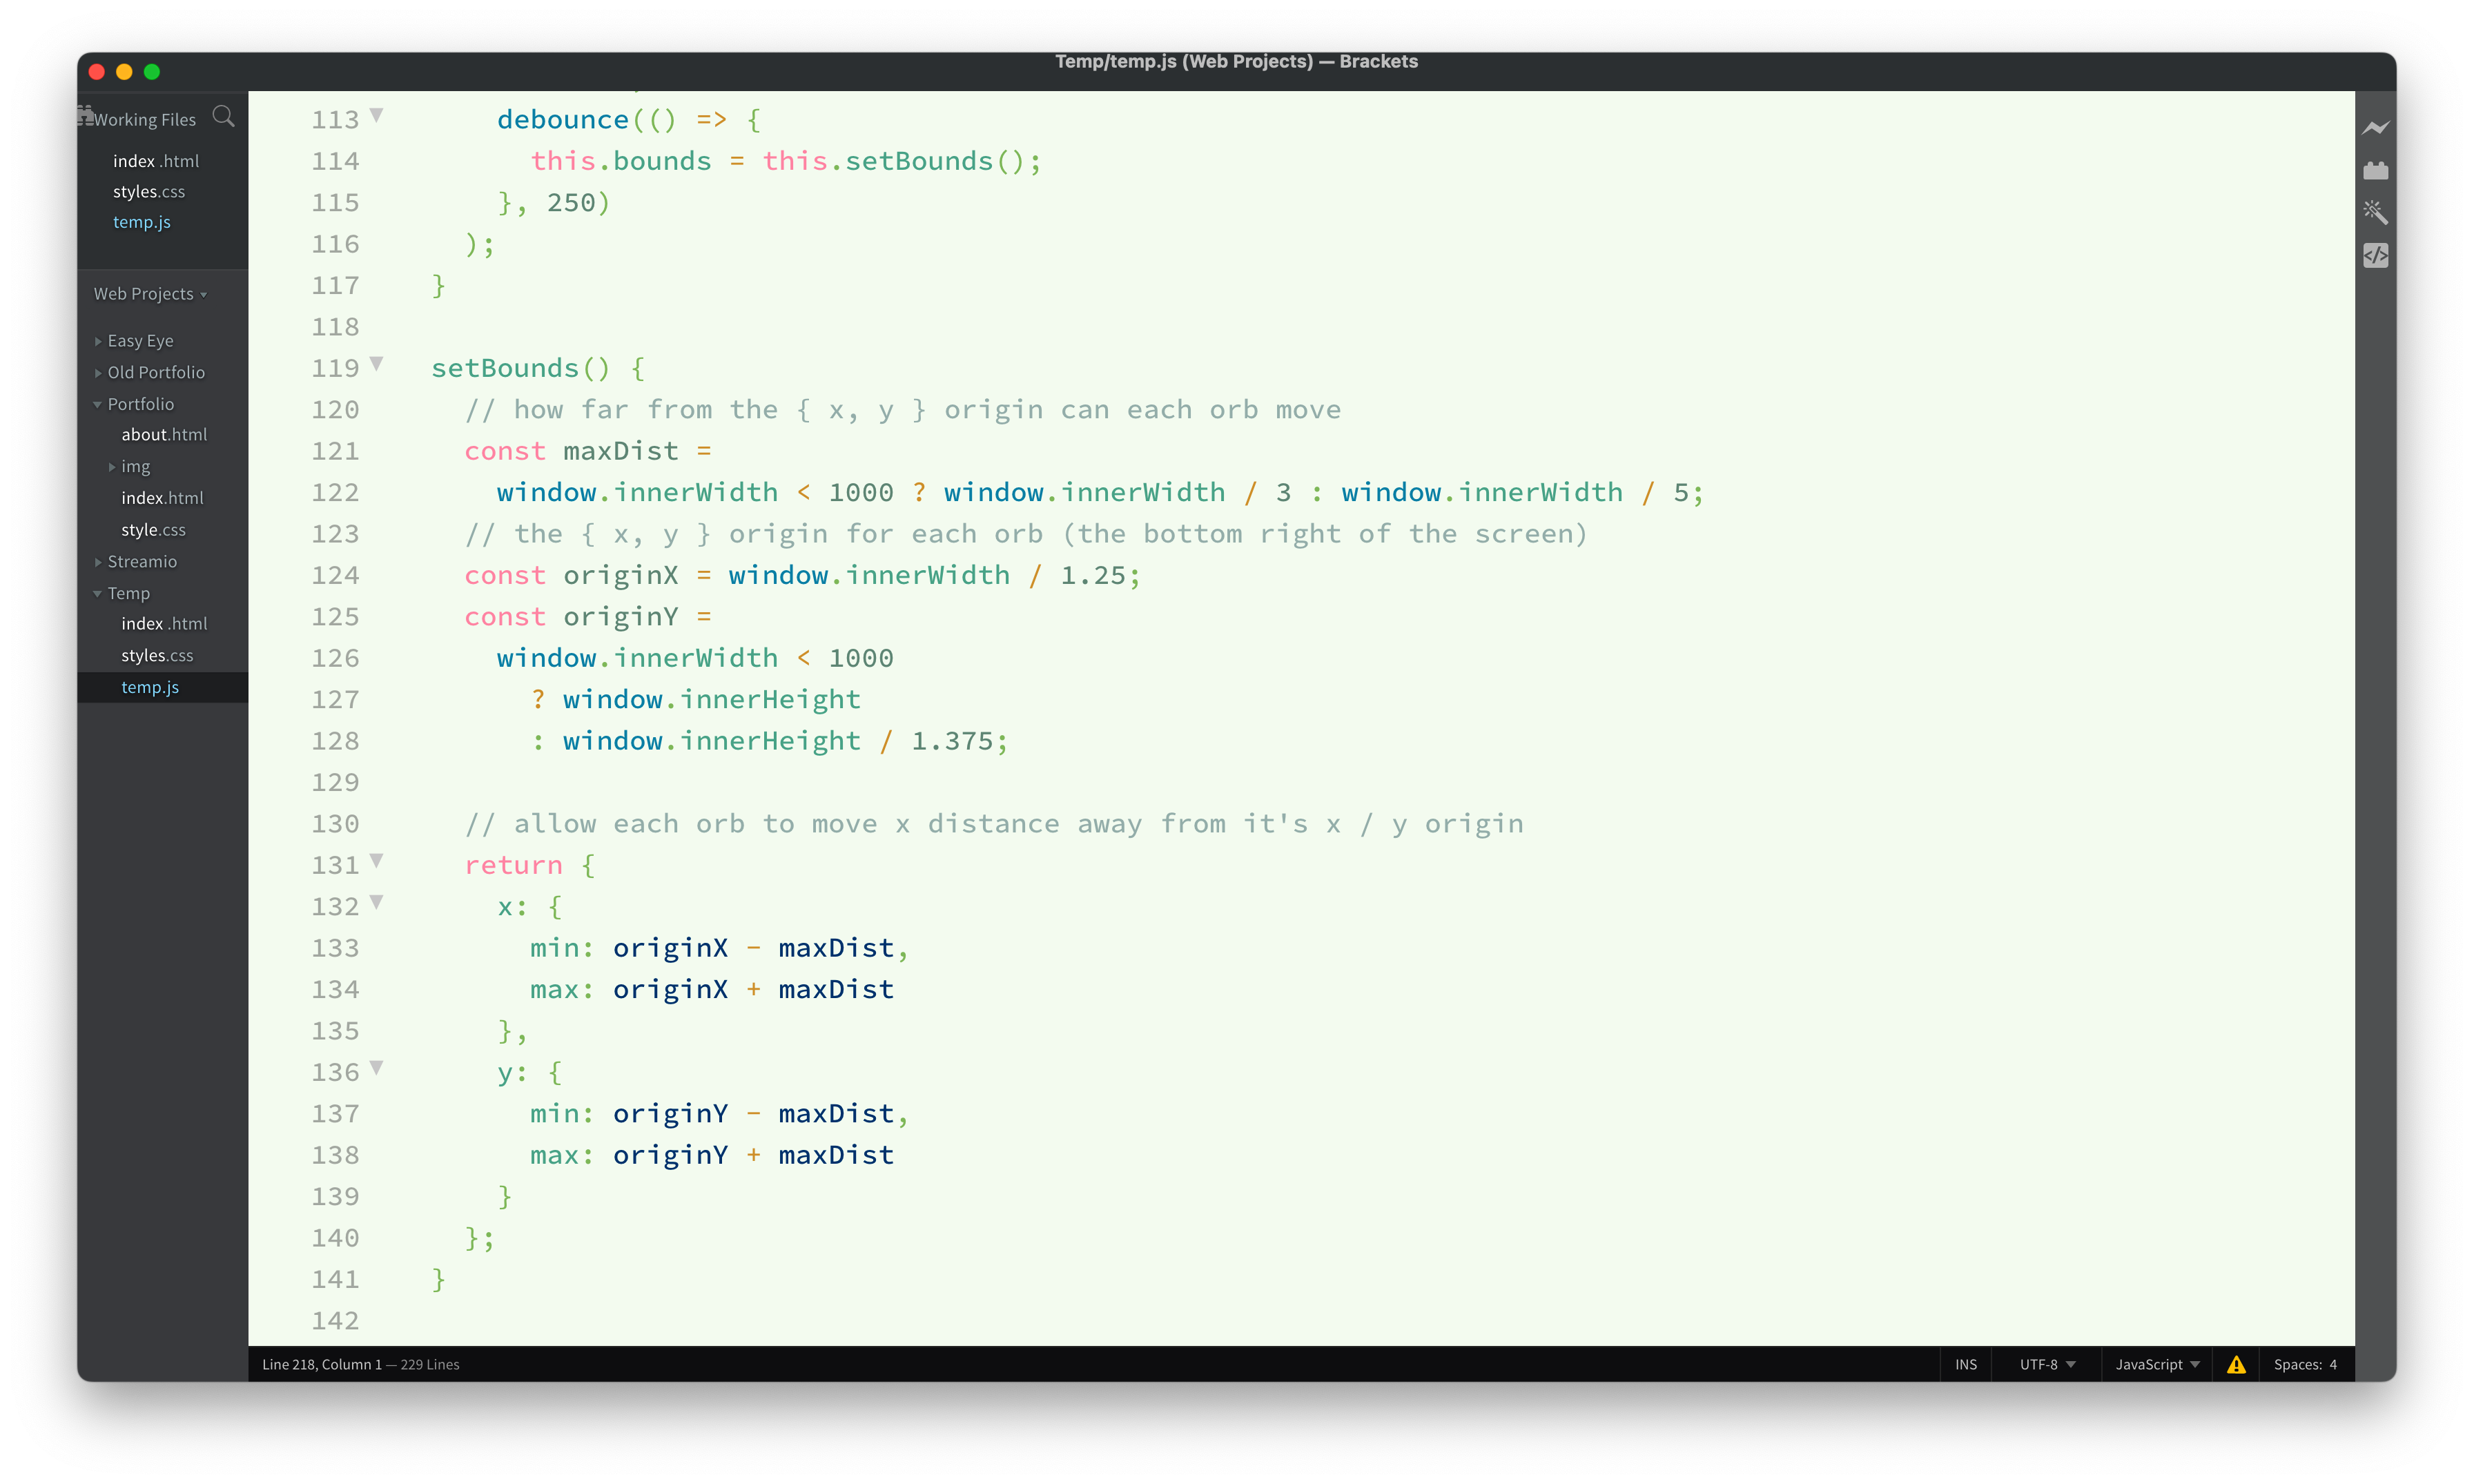 Temp/temp.js (Web Projects) — Brackets
Working Files
index .html
styles.css
temp.js
Web Projects
Easy Eye
Old Portfolio
Portfolio
about.html
img
index.html
style.css
Streamio
Temp
index .html
styles.css
temp.js
113 debounce(() => {
114 this.bounds = this.setBounds();
115 }, 250)
116 );
117 }
118
119 setBounds() {
120 // how far from the { x, y } origin can each orb move
121 const maxDist =
122 window.innerWidth < 1000 ? window.innerWidth / 3 : window.innerWidth / 5;
123 // the { x, y } origin for each orb (the bottom right of the screen)
124 const originX = window.innerWidth / 1.25;
125 const originY =
126 window.innerWidth < 1000
127 ? window.innerHeight
128 : window.innerHeight / 1.375;
129
130 // allow each orb to move x distance away from it's x / y origin
131 return {
132 x: {
133 min: originX - maxDist,
134 max: originX + maxDist
135 },
136 y: {
137 min: originY - maxDist,
138 max: originY + maxDist
139 }
140 };
141 }
142
Line 218, Column 1 — 229 Lines
INS
UTF-8
JavaScript
Spaces: 4